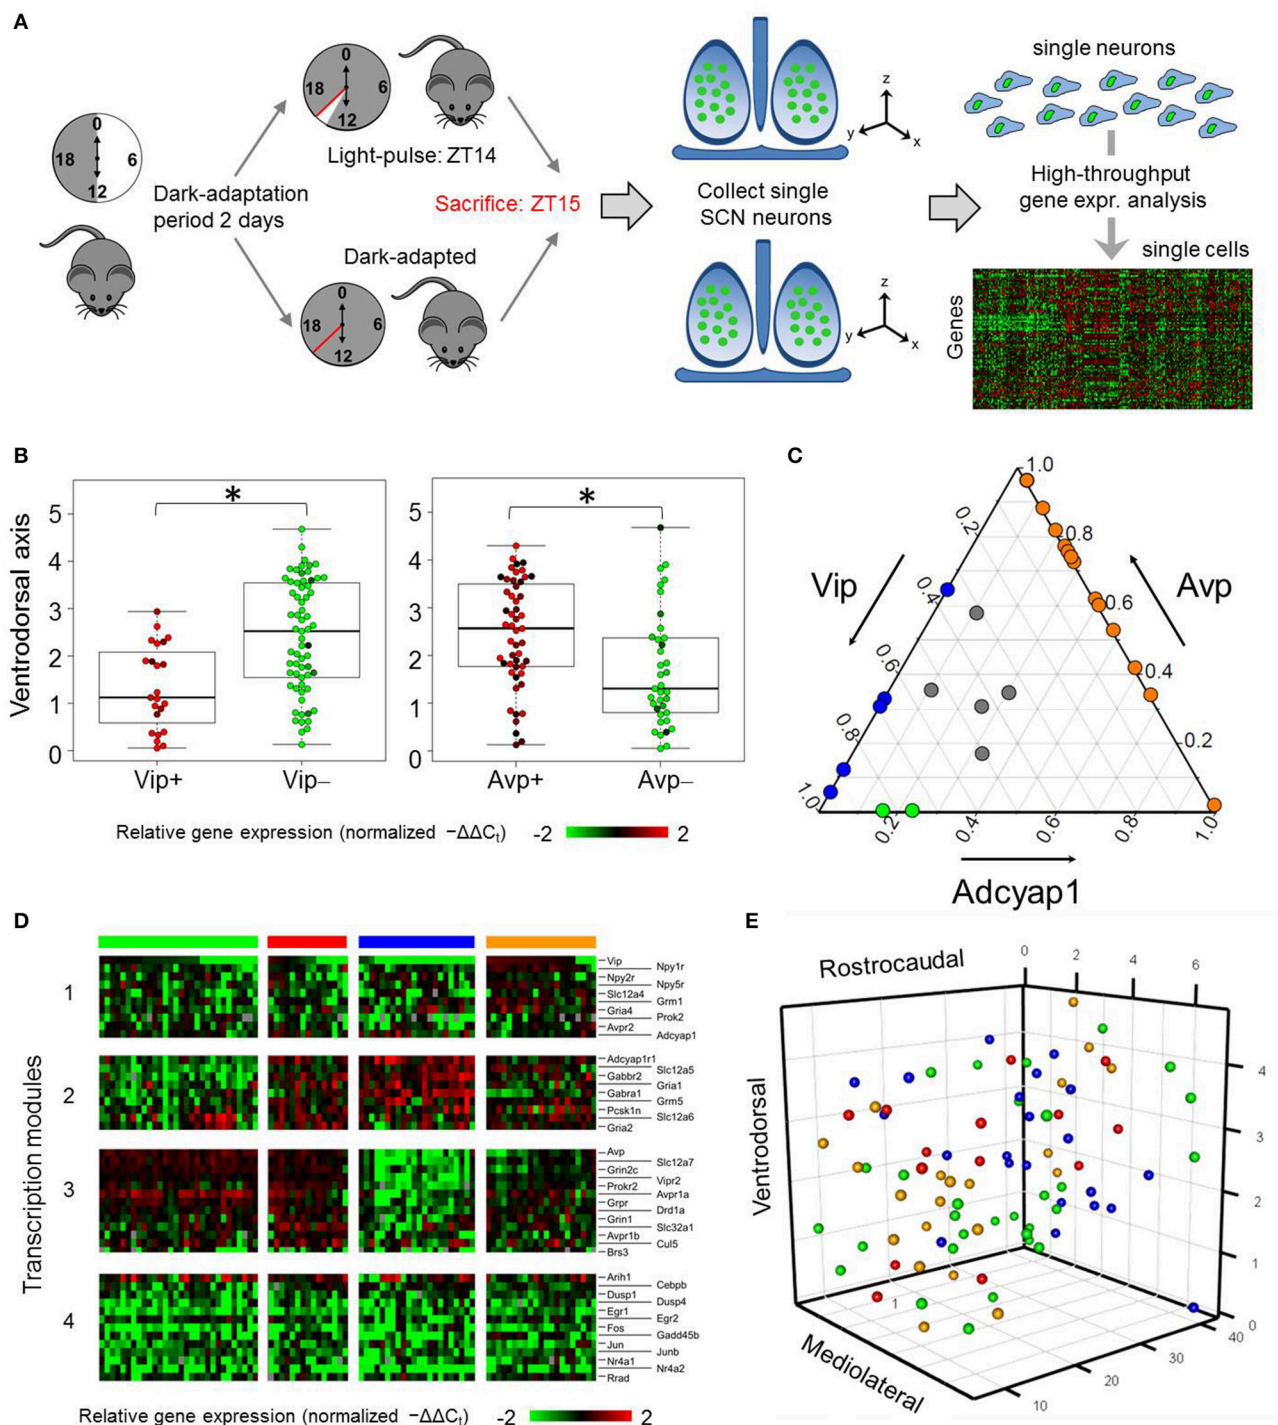 A
0
18
6
12
Dark-adaptation
period 2 days
0
18
6
12
Light-pulse: ZT14
Sacrifice: ZT15
Dark-adapted
0
18
6
12
z
y
x
Collect single
SCN neurons
z
y
x
single neurons
High-throughput
gene expr. analysis
single cells
Genes
B
Ventrodorsal axis
5
4
3
2
1
0
*
Vip+
Vip−
5
4
3
2
1
0
*
Avp+
Avp−
Relative gene expression (normalized −ΔΔCt)
-2
2
C
Vip
Avp
Adcyap1
0.2
0.4
0.6
0.8
1.0
1.0
0.8
0.6
0.4
0.2
0.2
0.4
0.6
0.8
1.0
D
Transcription modules
1
2
3
4
Vip
Npy1r
Npy2r
Npy5r
Slc12a4
Grm1
Gria4
Prok2
Avpr2
Adcyap1
Adcyap1r1
Slc12a5
Gabbr2
Gria1
Gabra1
Grm5
Pcsk1n
Slc12a6
Gria2
Avp
Slc12a7
Grin2c
Vipr2
Prokr2
Avpr1a
Grpr
Drd1a
Grin1
Slc32a1
Avpr1b
Cul5
Brs3
Arih1
Cebpb
Dusp1
Dusp4
Egr1
Egr2
Fos
Gadd45b
Jun
Junb
Nr4a1
Nr4a2
Rrad
Relative gene expression (normalized −ΔΔCt)
-2
2
E
Rostrocaudal
0
2
4
6
Ventrodorsal
4
3
2
1
0
1
Mediolateral
10
20
30
40